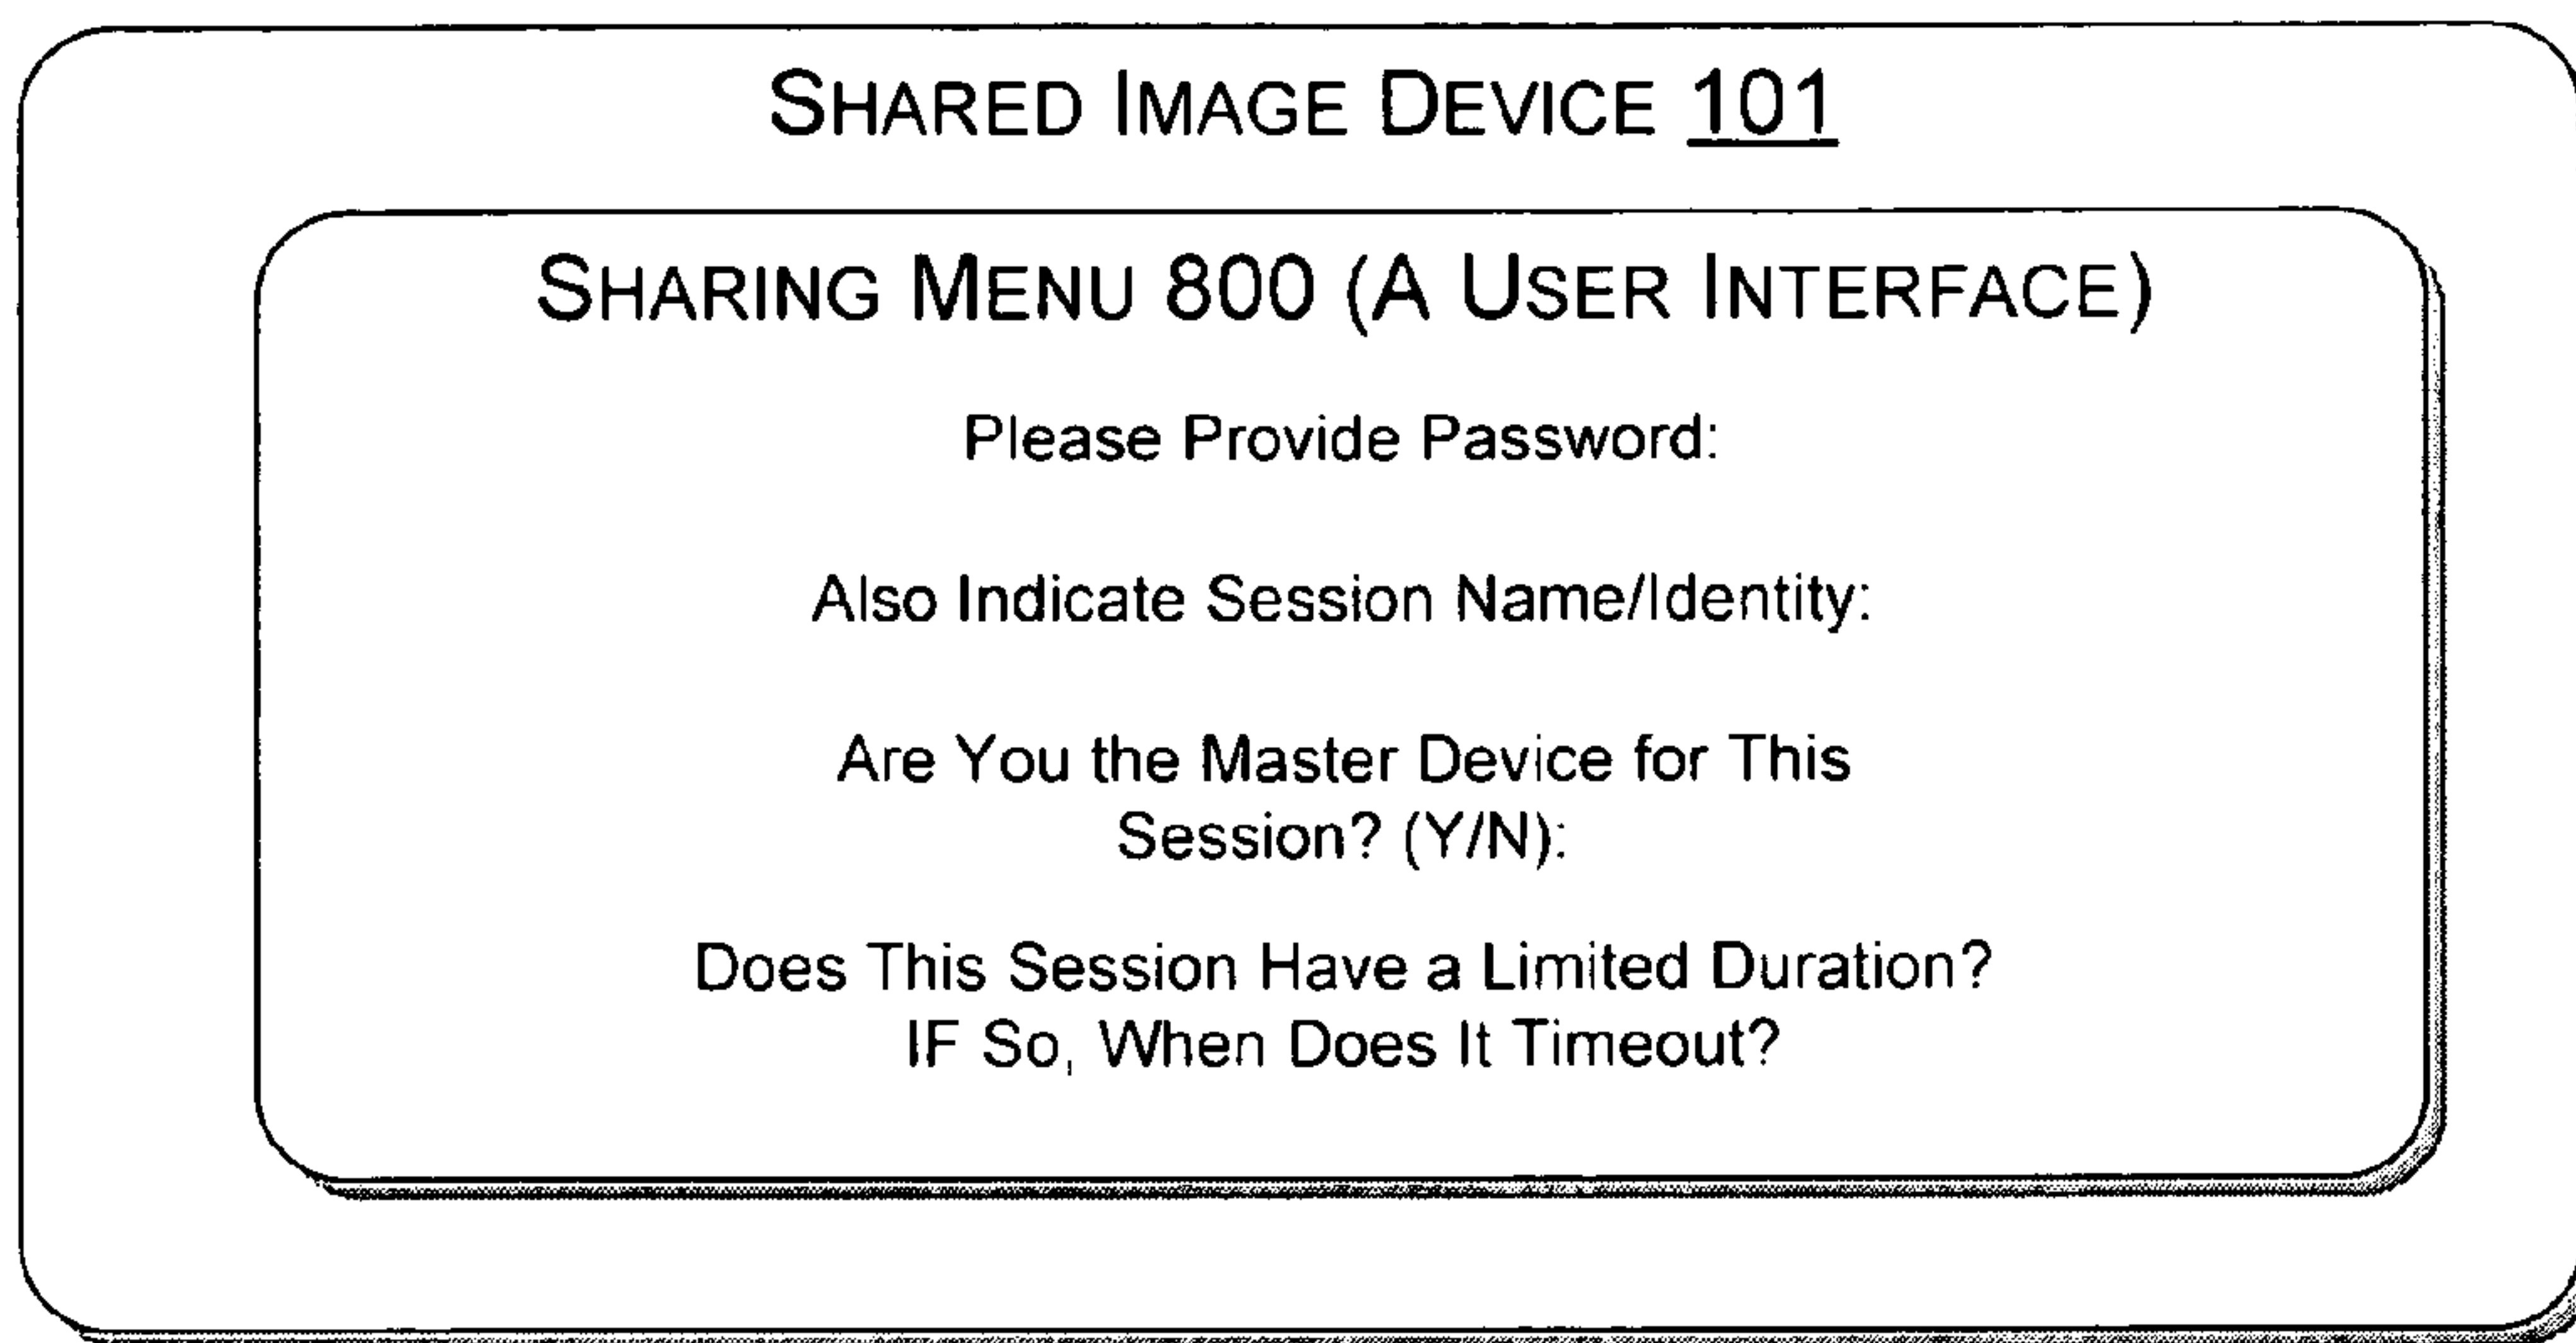 SHARED IMAGE DEVICE 101
SHARING MENU 800 (A USER INTERFACE)
Please Provide Password:
Also Indicate Session Name/Identity:
Are You the Master Device for This
Session? (Y/N):
Does This Session Have a Limited Duration?
IF So, When Does It Timeout?